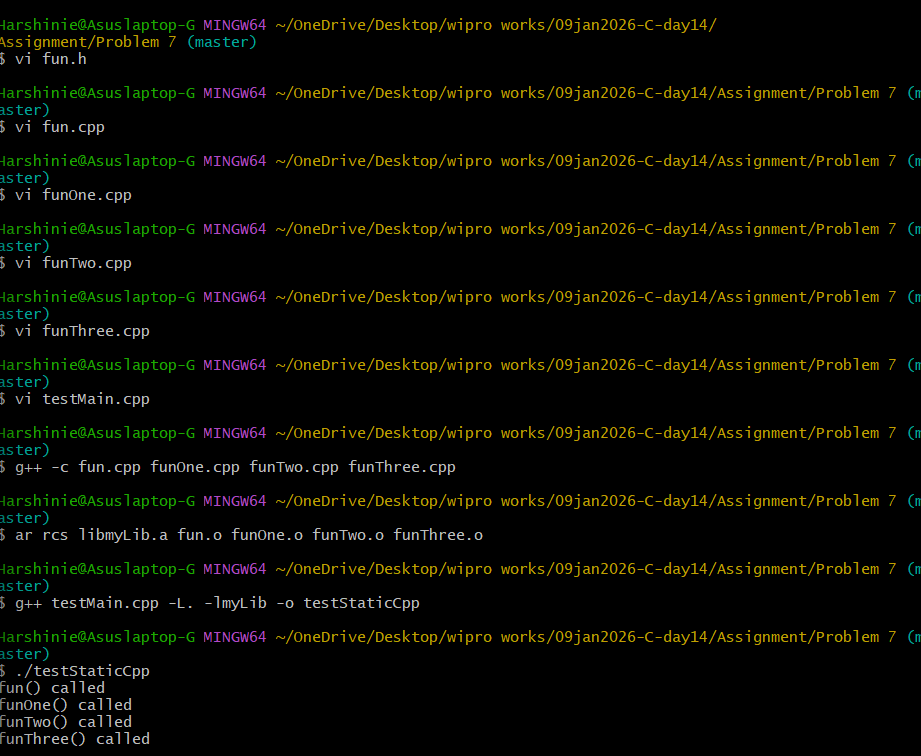 Harshinie@Asuslaptop-G MINGW64 ~/OneDrive/Desktop/wipro works/09jan2026-C-day14/
Assignment/Problem 7 (master)
$ vi fun.h
Harshinie@Asuslaptop-G MINGW64 ~/OneDrive/Desktop/wipro works/09jan2026-C-day14/Assignment/Problem 7 (m
aster)
$ vi fun.cpp
Harshinie@Asuslaptop-G MINGW64 ~/OneDrive/Desktop/wipro works/09jan2026-C-day14/Assignment/Problem 7 (m
aster)
$ vi funOne.cpp
Harshinie@Asuslaptop-G MINGW64 ~/OneDrive/Desktop/wipro works/09jan2026-C-day14/Assignment/Problem 7 (m
aster)
$ vi funTwo.cpp
Harshinie@Asuslaptop-G MINGW64 ~/OneDrive/Desktop/wipro works/09jan2026-C-day14/Assignment/Problem 7 (m
aster)
$ vi funThree.cpp
Harshinie@Asuslaptop-G MINGW64 ~/OneDrive/Desktop/wipro works/09jan2026-C-day14/Assignment/Problem 7 (m
aster)
$ vi testMain.cpp
Harshinie@Asuslaptop-G MINGW64 ~/OneDrive/Desktop/wipro works/09jan2026-C-day14/Assignment/Problem 7 (m
aster)
$ g++ -c fun.cpp funOne.cpp funTwo.cpp funThree.cpp
Harshinie@Asuslaptop-G MINGW64 ~/OneDrive/Desktop/wipro works/09jan2026-C-day14/Assignment/Problem 7 (m
aster)
$ ar rcs libmyLib.a fun.o funOne.o funTwo.o funThree.o
Harshinie@Asuslaptop-G MINGW64 ~/OneDrive/Desktop/wipro works/09jan2026-C-day14/Assignment/Problem 7 (m
aster)
$ g++ testMain.cpp -L. -lmyLib -o testStaticCpp
Harshinie@Asuslaptop-G MINGW64 ~/OneDrive/Desktop/wipro works/09jan2026-C-day14/Assignment/Problem 7 (m
aster)
$ ./testStaticCpp
fun() called
funOne() called
funTwo() called
funThree() called